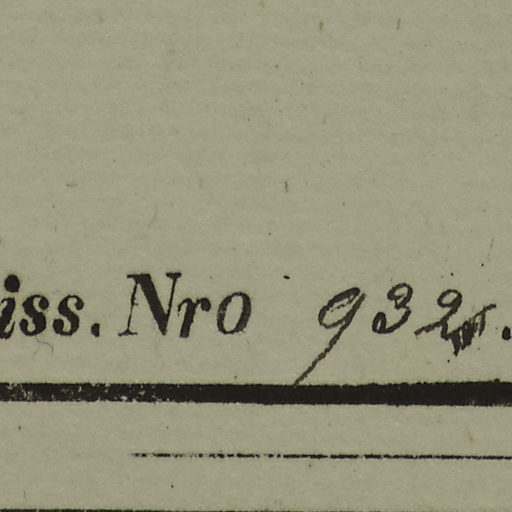 iss. Nro 932.